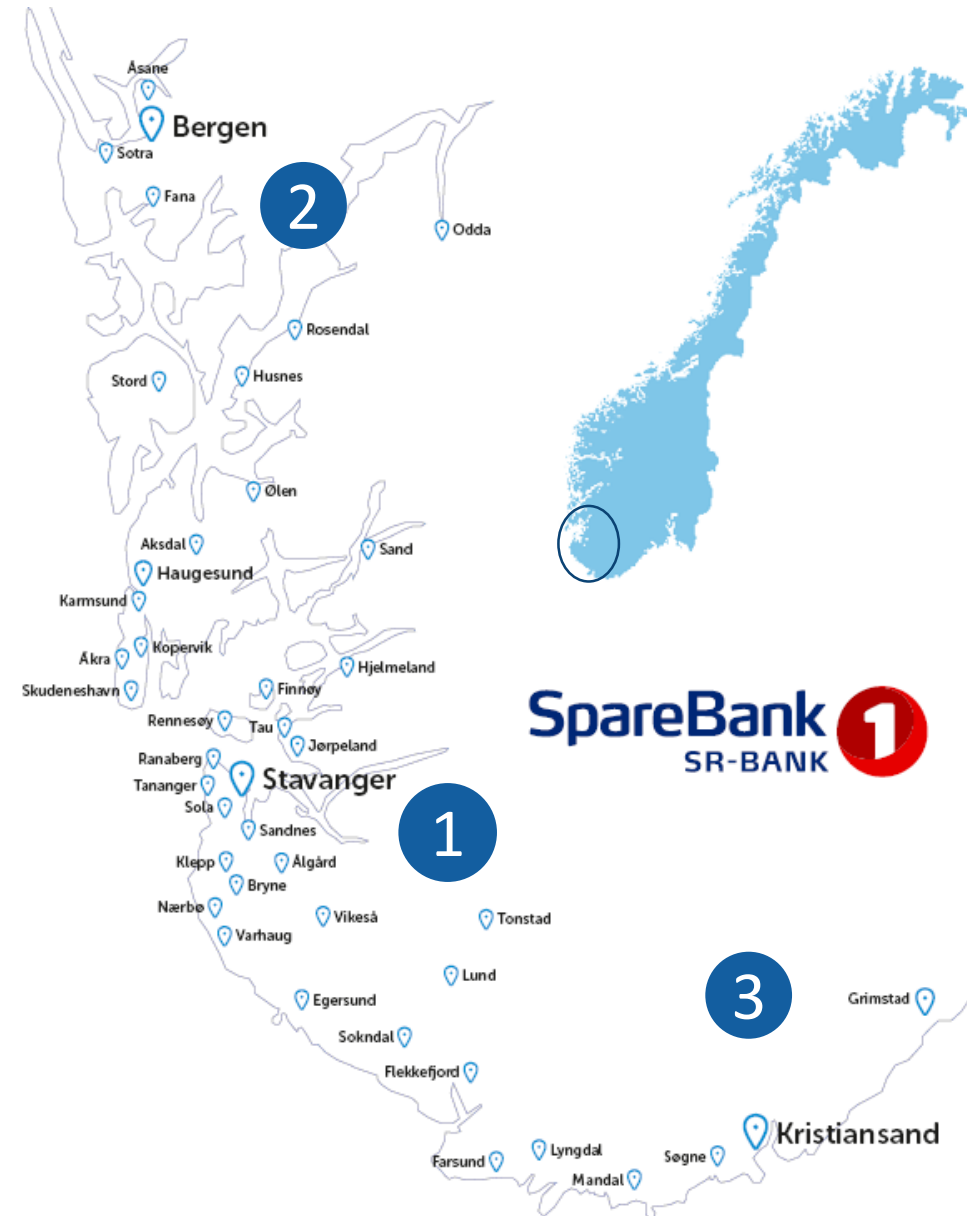 Åsane
Bergen
Sotra
Fana
2
Odda
Rosendal
Stord
Husnes
Ølen
Aksdal
Sand
Haugesund
Karmsund
Kopervik
Åkra
Hjelmeland
Skudeneshavn
Finnøy
Rennesøy
Tau
Jørpeland
SpareBank 1
SR-BANK
Ranaberg
Stavanger
Tananger
Sola
Sandnes
1
Klepp
Ålgård
Bryne
Nærbø
Vikeså
Tonstad
Varhaug
Lund
3
Egersund
Grimstad
Sokndal
Flekkefjord
Kristiansand
Lyngdal
Søgne
Farsund
Mandal